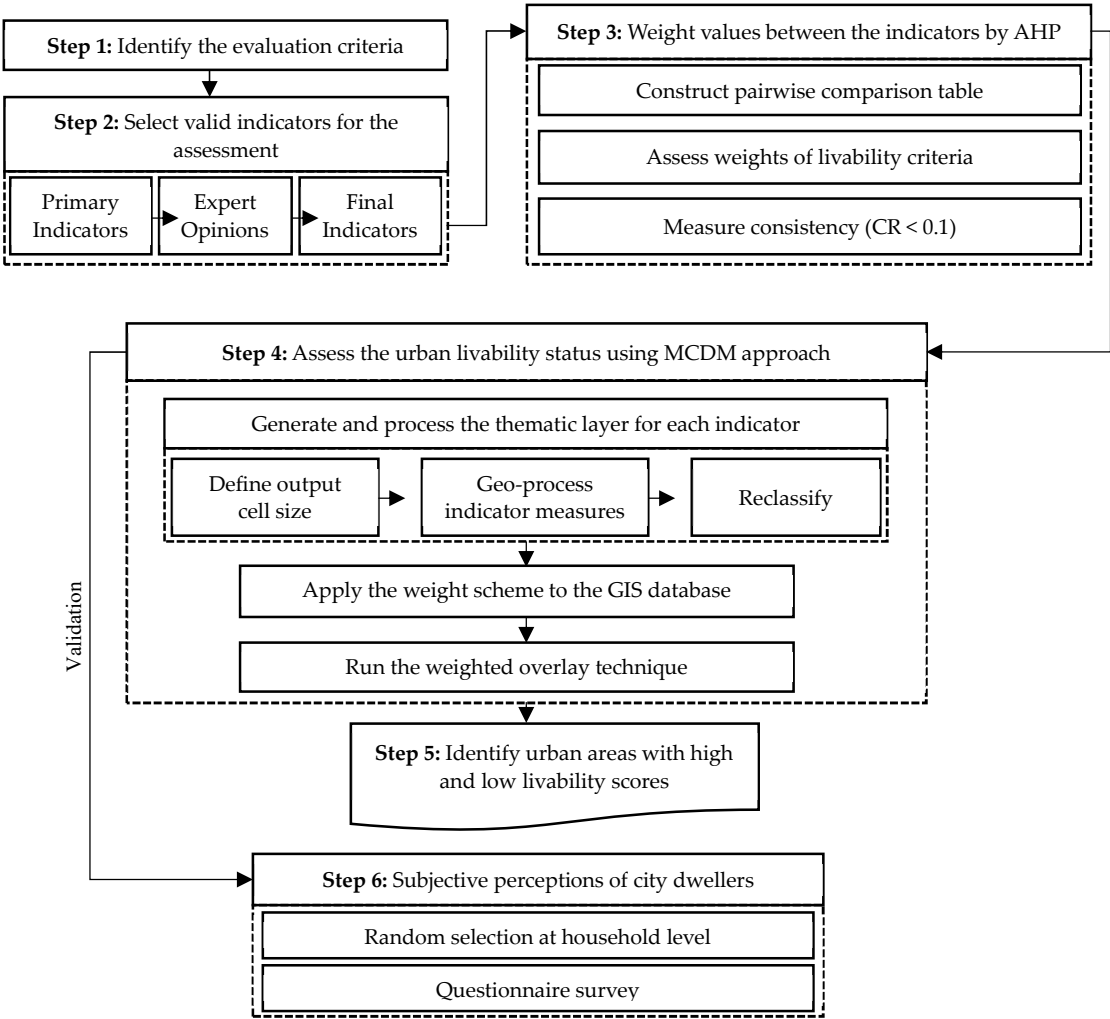 Step 1: Identify the evaluation criteria
Step 2: Select valid indicators for the
assessment
Primary
Indicators
Expert
Opinions
Final
Indicators
Step 3: Weight values between the indicators by AHP
Construct pairwise comparison table
Assess weights of livability criteria
Measure consistency (CR < 0.1)
Step 4: Assess the urban livability status using MCDM approach
Generate and process the thematic layer for each indicator
Define output
cell size
Geo-process
indicator measures
Reclassify
Apply the weight scheme to the GIS database
Run the weighted overlay technique
Validation
Step 5: Identify urban areas with high
and low livability scores
Step 6: Subjective perceptions of city dwellers
Random selection at household level
Questionnaire survey